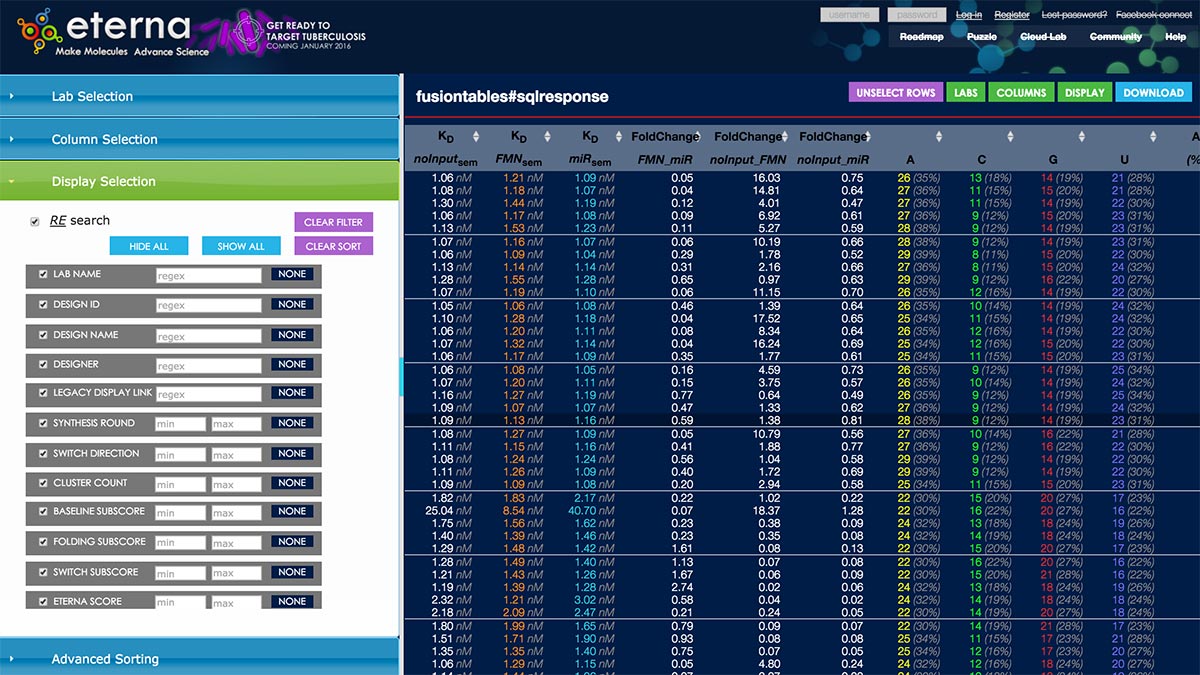 eterna
Make Molecules Advance Science
GET READY TO
TARGET TUBERCULOSIS
COMING JANUARY 2016
username password Log-in Register Lost password? Facebook connect
Roadmap Puzzle Cloud Lab Community Help
Lab Selection
Column Selection
Display Selection
RE search
CLEAR FILTER
HIDE ALL SHOW ALL CLEAR SORT
LAB NAME regex NONE
DESIGN ID regex NONE
DESIGN NAME regex NONE
DESIGNER regex NONE
LEGACY DISPLAY LINK regex NONE
SYNTHESIS ROUND min max NONE
SWITCH DIRECTION min max NONE
CLUSTER COUNT min max NONE
BASELINE SUBSCORE min max NONE
FOLDING SUBSCORE min max NONE
SWITCH SUBSCORE min max NONE
ETERNA SCORE min max NONE
Advanced Sorting
fusiontables#sqlresponse
UNSELECT ROWS LABS COLUMNS DISPLAY DOWNLOAD
KD KD KD FoldChange FoldChange FoldChange A
noInputsem FMNsem miRsem FMN_miR noInput_FMN noInput_miR A C G U (%
1.06 nM 1.21 nM 1.09 nM 0.05 16.03 0.75 26 (35%) 13 (18%) 14 (19%) 21 (28%)
1.08 nM 1.18 nM 1.07 nM 0.04 14.81 0.64 27 (36%) 11 (15%) 15 (20%) 21 (28%)
1.30 nM 1.44 nM 1.19 nM 0.12 4.01 0.47 27 (36%) 11 (15%) 14 (19%) 22 (30%)
1.06 nM 1.17 nM 1.08 nM 0.09 6.92 0.61 27 (36%) 9 (12%) 15 (20%) 23 (31%)
1.13 nM 1.53 nM 1.23 nM 0.11 5.27 0.59 28 (38%) 9 (12%) 14 (19%) 23 (31%)
1.07 nM 1.16 nM 1.07 nM 0.06 10.19 0.66 28 (38%) 9 (12%) 14 (19%) 23 (31%)
1.06 nM 1.09 nM 1.04 nM 0.29 1.78 0.52 29 (39%) 8 (11%) 15 (20%) 22 (30%)
1.13 nM 1.14 nM 1.14 nM 0.31 2.16 0.66 27 (36%) 8 (11%) 15 (20%) 24 (32%)
1.28 nM 1.55 nM 1.28 nM 0.65 0.97 0.63 29 (39%) 9 (12%) 16 (22%) 20 (27%)
1.07 nM 1.19 nM 1.10 nM 0.06 11.15 0.70 26 (35%) 12 (16%) 14 (19%) 22 (30%)
1.05 nM 1.06 nM 1.08 nM 0.46 1.39 0.64 26 (35%) 10 (14%) 14 (19%) 24 (32%)
1.10 nM 1.28 nM 1.18 nM 0.04 17.52 0.65 25 (34%) 11 (15%) 14 (19%) 24 (32%)
1.06 nM 1.20 nM 1.11 nM 0.08 8.34 0.64 26 (35%) 12 (16%) 14 (19%) 22 (30%)
1.07 nM 1.32 nM 1.14 nM 0.04 16.24 0.69 25 (34%) 12 (16%) 15 (20%) 22 (30%)
1.06 nM 1.17 nM 1.09 nM 0.35 1.77 0.61 25 (34%) 11 (15%) 15 (20%) 23 (31%)
1.06 nM 1.08 nM 1.05 nM 0.16 4.59 0.73 26 (35%) 9 (12%) 14 (19%) 25 (34%)
1.07 nM 1.20 nM 1.11 nM 0.15 3.75 0.57 26 (35%) 10 (14%) 14 (19%) 24 (32%)
1.16 nM 1.27 nM 1.19 nM 0.77 0.64 0.49 26 (35%) 9 (12%) 14 (19%) 25 (34%)
1.09 nM 1.07 nM 1.07 nM 0.47 1.33 0.62 27 (36%) 9 (12%) 14 (19%) 24 (32%)
1.09 nM 1.13 nM 1.16 nM 0.59 1.38 0.81 28 (38%) 9 (12%) 14 (19%) 23 (31%)
1.08 nM 1.27 nM 1.09 nM 0.05 10.79 0.56 27 (36%) 10 (14%) 16 (22%) 21 (28%)
1.11 nM 1.15 nM 1.16 nM 0.41 1.88 0.77 27 (36%) 9 (12%) 16 (22%) 22 (30%)
1.08 nM 1.24 nM 1.24 nM 0.56 1.04 0.58 29 (39%) 9 (12%) 14 (19%) 22 (30%)
1.11 nM 1.26 nM 1.09 nM 0.40 1.72 0.69 29 (39%) 9 (12%) 14 (19%) 22 (30%)
1.09 nM 1.09 nM 1.08 nM 0.20 2.94 0.58 25 (34%) 11 (15%) 15 (20%) 23 (31%)
1.82 nM 1.83 nM 2.17 nM 0.22 1.02 0.22 22 (30%) 15 (20%) 20 (27%) 17 (23%)
25.04 nM 8.54 nM 40.70 nM 0.07 18.37 1.28 22 (30%) 16 (22%) 20 (27%) 16 (22%)
1.75 nM 1.56 nM 1.62 nM 0.23 0.38 0.09 24 (32%) 13 (18%) 18 (24%) 19 (26%)
1.40 nM 1.39 nM 1.46 nM 0.23 0.35 0.08 24 (32%) 14 (19%) 18 (24%) 18 (24%)
1.29 nM 1.48 nM 1.42 nM 1.61 0.08 0.13 22 (30%) 15 (20%) 20 (27%) 17 (23%)
1.28 nM 1.49 nM 1.40 nM 1.13 0.07 0.08 22 (30%) 16 (22%) 20 (27%) 16 (22%)
1.21 nM 1.43 nM 1.26 nM 1.67 0.06 0.09 22 (30%) 15 (20%) 21 (28%) 16 (22%)
1.19 nM 1.39 nM 1.28 nM 2.74 0.02 0.06 24 (32%) 13 (18%) 18 (24%) 19 (26%)
2.32 nM 1.21 nM 3.02 nM 0.58 0.04 0.02 24 (32%) 14 (19%) 18 (24%) 18 (24%)
2.18 nM 2.09 nM 2.47 nM 0.21 0.24 0.05 22 (30%) 14 (19%) 20 (27%) 18 (24%)
1.80 nM 1.99 nM 1.65 nM 0.79 0.09 0.07 22 (30%) 14 (19%) 21 (28%) 17 (23%)
1.51 nM 1.71 nM 1.90 nM 0.93 0.08 0.08 25 (34%) 11 (15%) 17 (23%) 21 (28%)
1.35 nM 1.35 nM 1.40 nM 0.75 0.07 0.05 25 (34%) 12 (16%) 17 (23%) 20 (27%)
1.06 nM 1.29 nM 1.15 nM 0.05 4.80 0.24 24 (32%) 12 (16%) 18 (24%) 20 (27%)